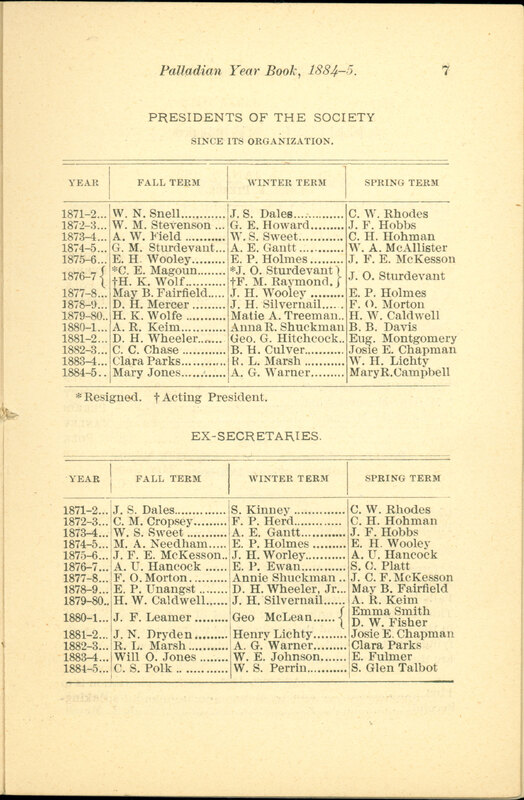 Palladian Year Book, 1884-5. 7
PRESIDENTS OF THE SOCIETY
SINCE ITS ORGANIZATION.
YEAR FALL TERM WINTER TERM SPRING TERM
1871-2... W. N. Snell............ J. S. Dales............. C. W. Rhodes
1872-3... W. M. Stevenson ... G. E. Howard......... J. F. Hobbs
1873-4... A. W. Field ........... W. S. Sweet............ C. H. Hohman
1874-5... G. M. Sturdevant... A. E. Gantt ............ W. A. McAllister
1875-6... E. H. Wooley......... E. P. Holmes ......... J. F. E. McKesson
1876-7 { *C. E. Magoun....... *J. O. Sturdevant } J. O. Sturdevant
†H. K. Wolf........... †F. M. Raymond, }
1877-8... May B. Fairfield..... J. H. Wooley ......... E. P. Holmes
1878-9... D. H. Mercer ......... J. H. Silvernail..... F. O. Morton
1879-80.. H. K. Wolfe ......... Matie A. Treeman.. H. W. Caldwell
1880-1... A. R. Keim............ Anna R. Shuckman B. B. Davis
1881-2... D. H. Wheeler....... Geo. G. Hitchcock.. Eug. Montgomery
1882-3... C. C. Chase ........... B. H. Culver.......... Josie E. Chapman
1883-4... Clara Parks............ R. L. Marsh .......... W. H. Lichty
1884-5.. Mary Jones............ A. G. Warner......... Mary R. Campbell
*Resigned. †Acting President.
EX-SECRETARIES.
YEAR FALL TERM WINTER TERM SPRING TERM
1871-2... J. S. Dales.............. S. Kinney .............. C. W. Rhodes
1872-3... C. M. Cropsey......... F. P. Herd.............. C. H. Hohman
1873-4... W. S. Sweet ........... A. E. Gantt............ J. F. Hobbs
1874-5... M. A. Needham..... E. P. Holmes ......... E. H. Wooley
1875-6... J. F. E. McKesson.. J. H. Worley.......... A. U. Hancock
1876-7... A. U. Hancock ...... E. P. Ewan............ S. C. Platt
1877-8... F. O. Morton.......... Annie Shuckman .. J. C. F. McKesson
1878-9... E. P. Unangst ........ D. H. Wheeler, Jr... May B. Fairfield
1879-80.. H. W. Caldwell...... J. H. Silvernail...... A. R. Keim
1880-1... J. F. Leamer ......... Geo McLean....... { Emma Smith
D. W. Fisher
1881-2... J. N. Dryden ......... Henry Lichty......... Josie E. Chapman
1882-3... R. L. Marsh ........... A. G. Warner......... Clara Parks
1883-4... Will O. Jones ........ W. E. Johnson....... E. Fulmer
1884-5... C. S. Polk .. ............ W. S. Perrin........... S. Glen Talbot